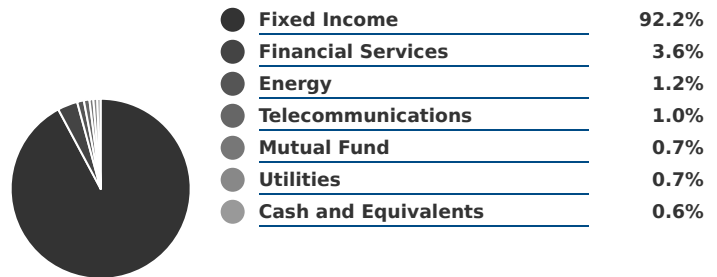 Fixed Income 92.2%
Financial Services 3.6%
Energy 1.2%
Telecommunications 1.0%
Mutual Fund 0.7%
Utilities 0.7%
Cash and Equivalents 0.6%